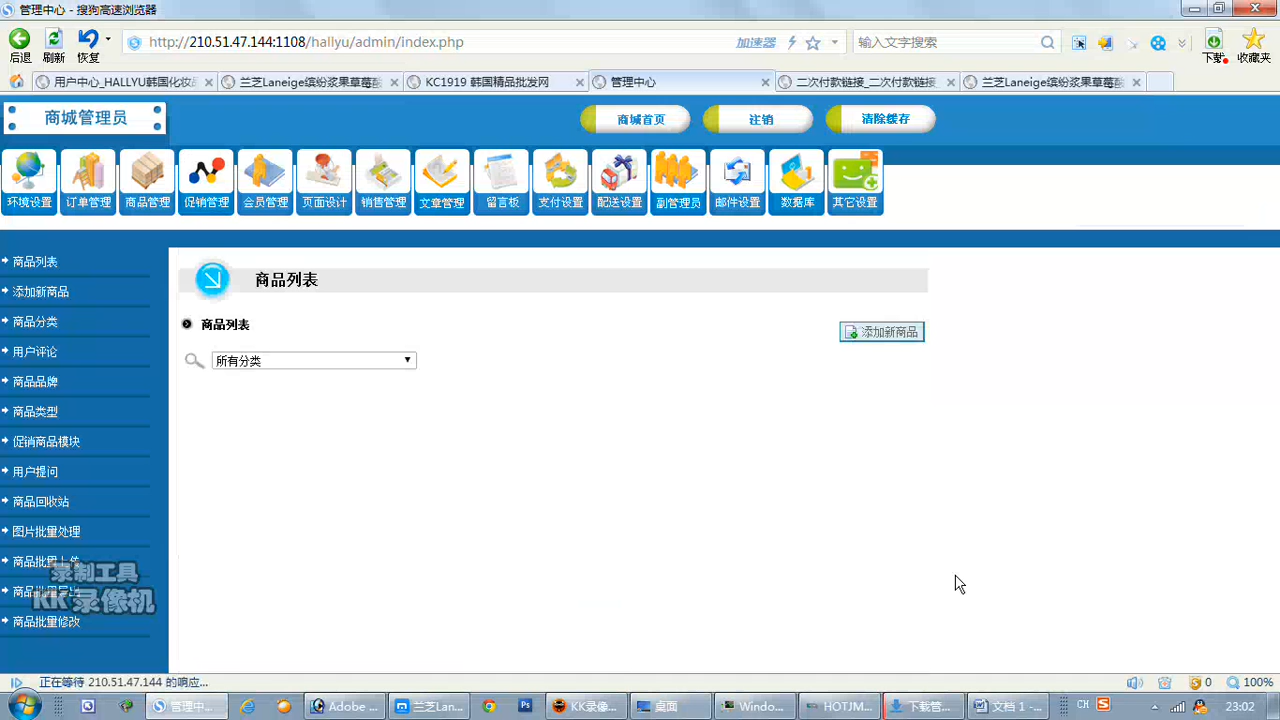 管理中心 - 搜狗高速浏览器
后退 刷新 恢复 http://210.51.47.144:1108/hallyu/admin/index.php 加速器 输入文字搜索 下载 收藏夹
用户中心_HALLYU韩国化妆品 兰芝Laneige缤纷浆果草莓酸 KC1919 韩国精品批发网 管理中心 二次付款链接_二次付款链接_ 兰芝Laneige缤纷浆果草莓酸
商城管理员 商城首页 注销 清除缓存
环境设置 订单管理 商品管理 促销管理 会员管理 页面设计 销售管理 文章管理 留言板 支付设置 配送设置 副管理员 邮件设置 数据库 其它设置
商品列表
添加新商品
商品分类
用户评论
商品品牌
商品类型
促销商品模块
用户提问
商品回收站
图片批量处理
商品批量上传
商品批量导出
商品批量修改
商品列表
商品列表
添加新商品
所有分类
录制工具
KK录像机
正在等待 210.51.47.144 的响应... 0 100%
管理中... Adobe ... 兰芝Lan... Ps KK录像... 桌面 Windo... HOTJM... 下载管... 文档 1 -... CH 23:02